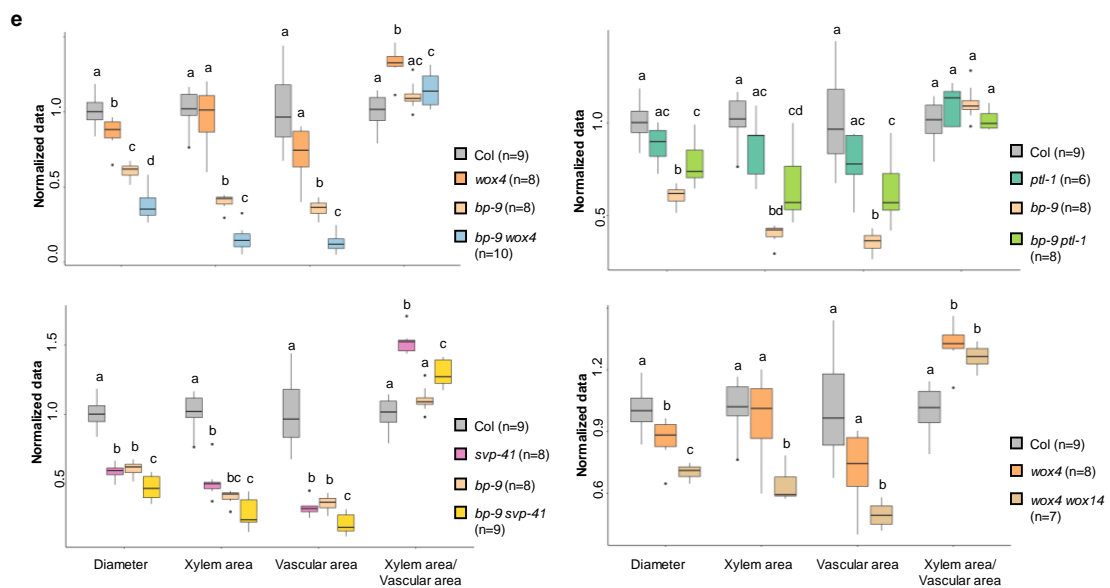 e
Normalized data
0.0
0.5
1.0
a
b
c
d
a
a
b
c
a
a
b
c
a
b
ac
c
Col (n=9)
wox4 (n=8)
bp-9 (n=8)
bp-9 wox4
(n=10)
Normalized data
0.5
1.0
a
ac
b
c
a
ac
bd
cd
a
ac
b
c
a
a
a
a
Col (n=9)
ptl-1 (n=6)
bp-9 (n=8)
bp-9 ptl-1
(n=8)
Normalized data
0.5
1.0
1.5
a
b
b
c
a
b
bc
c
a
b
b
c
a
b
a
c
Col (n=9)
svp-41 (n=8)
bp-9 (n=8)
bp-9 svp-41
(n=9)
Diameter
Xylem area
Vascular area
Xylem area/
Vascular area
Normalized data
0.6
0.9
1.2
a
b
c
a
a
b
a
a
b
a
b
b
Col (n=9)
wox4 (n=8)
wox4 wox14
(n=7)
Diameter
Xylem area
Vascular area
Xylem area/
Vascular area